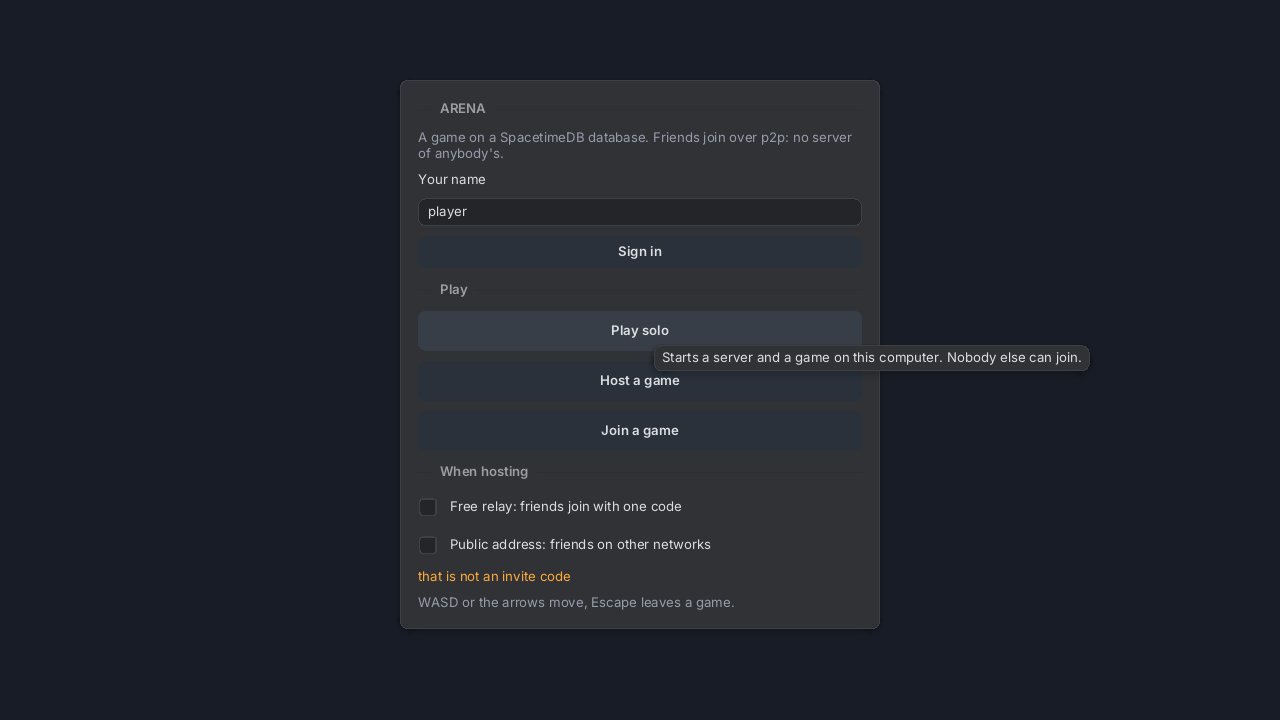 ARENA
A game on a SpacetimeDB database. Friends join over p2p: no server
of anybody's.
Your name
player
Sign in
Play
Play solo
Starts a server and a game on this computer. Nobody else can join.
Host a game
Join a game
When hosting
Free relay: friends join with one code
Public address: friends on other networks
that is not an invite code
WASD or the arrows move, Escape leaves a game.